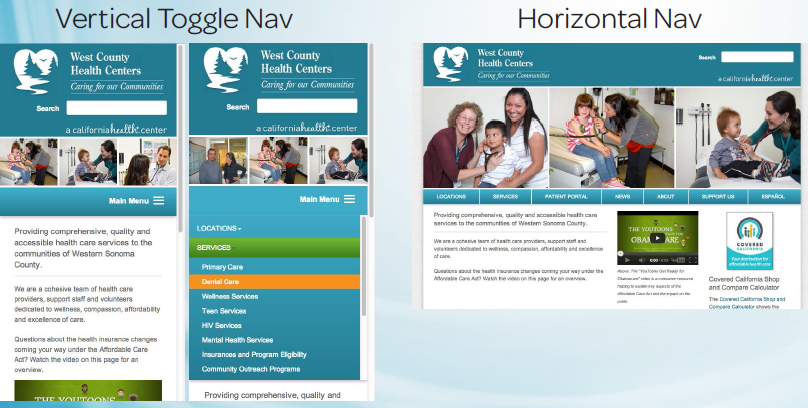 Vertical Toggle Nav
Horizontal Nav
West County
Health Centers
Caring for our Communities
Search
a californiahealth+center
Main Menu
Providing comprehensive, quality and
accessible health care services to the
communities of Western Sonoma
County.
We are a cohesive team of health care
providers, support staff and volunteers
dedicated to wellness, compassion, affordability
and excellence of care.
Questions about the health insurance changes
coming your way under the Affordable Care
Act? Watch the video on this page for an
overview.
THE YOUTOONS
West County
Health Centers
Caring for our Communities
Search
a californiahealth+center
Main Menu
LOCATIONS
SERVICES
Primary Care
Dental Care
Wellness Services
Teen Services
HIV Services
Mental Health Services
Insurances and Program Eligibility
Community Outreach Programs
Providing comprehensive, quality and
West County
Health Centers
Caring for our Communities
Search
a californiahealth+center
LOCATIONS
SERVICES
PATIENT PORTAL
NEWS
ABOUT
SUPPORT US
ESPAÑOL
Providing comprehensive, quality and accessible health care
services to the communities of Western Sonoma County.
We are a cohesive team of health care providers, support staff and
volunteers dedicated to wellness, compassion, affordability and excellence
of care.
Questions about the health insurance changes coming your way under the
Affordable Care Act? Watch the video on this page for an overview.
THE YOUTOONS
OBAMACARE
0:00
Above: The "YouToons Get Ready for
Obamacare" video is a consumer resource
helping to explain key aspects of the
Affordable Care Act and the impact on the
public.
COVERED
CALIFORNIA
Your destination for
affordable health care
Covered California Shop
and Compare Calculator
The Covered California Shop
and Compare Calculator shows the